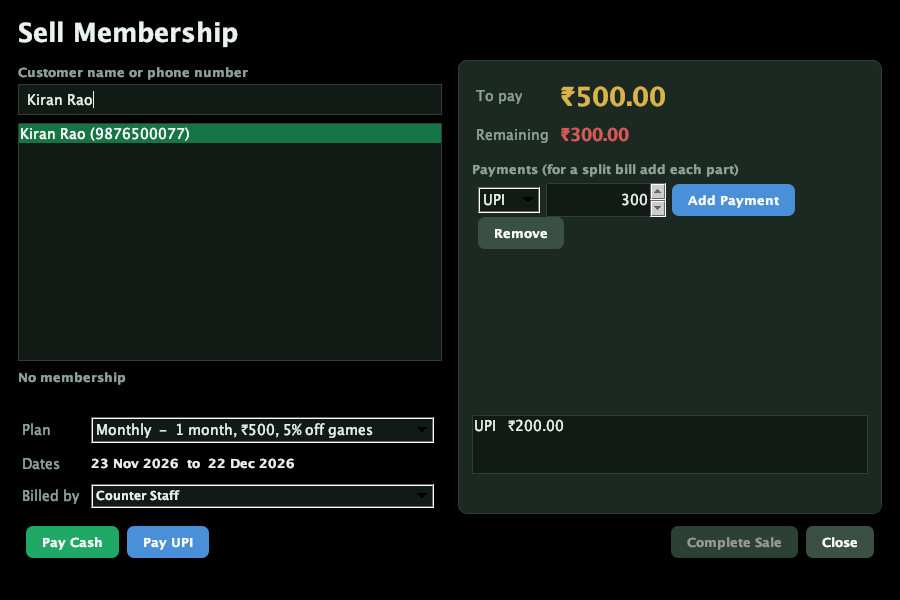 Sell Membership
Customer name or phone number
Kiran Rao
Kiran Rao (9876500077)
No membership
Plan
Monthly – 1 month, ₹500, 5% off games
Dates
23 Nov 2026 to 22 Dec 2026
Billed by
Counter Staff
Pay Cash
Pay UPI
To pay
₹500.00
Remaining
₹300.00
Payments (for a split bill add each part)
UPI
300
Add Payment
Remove
UPI ₹200.00
Complete Sale
Close